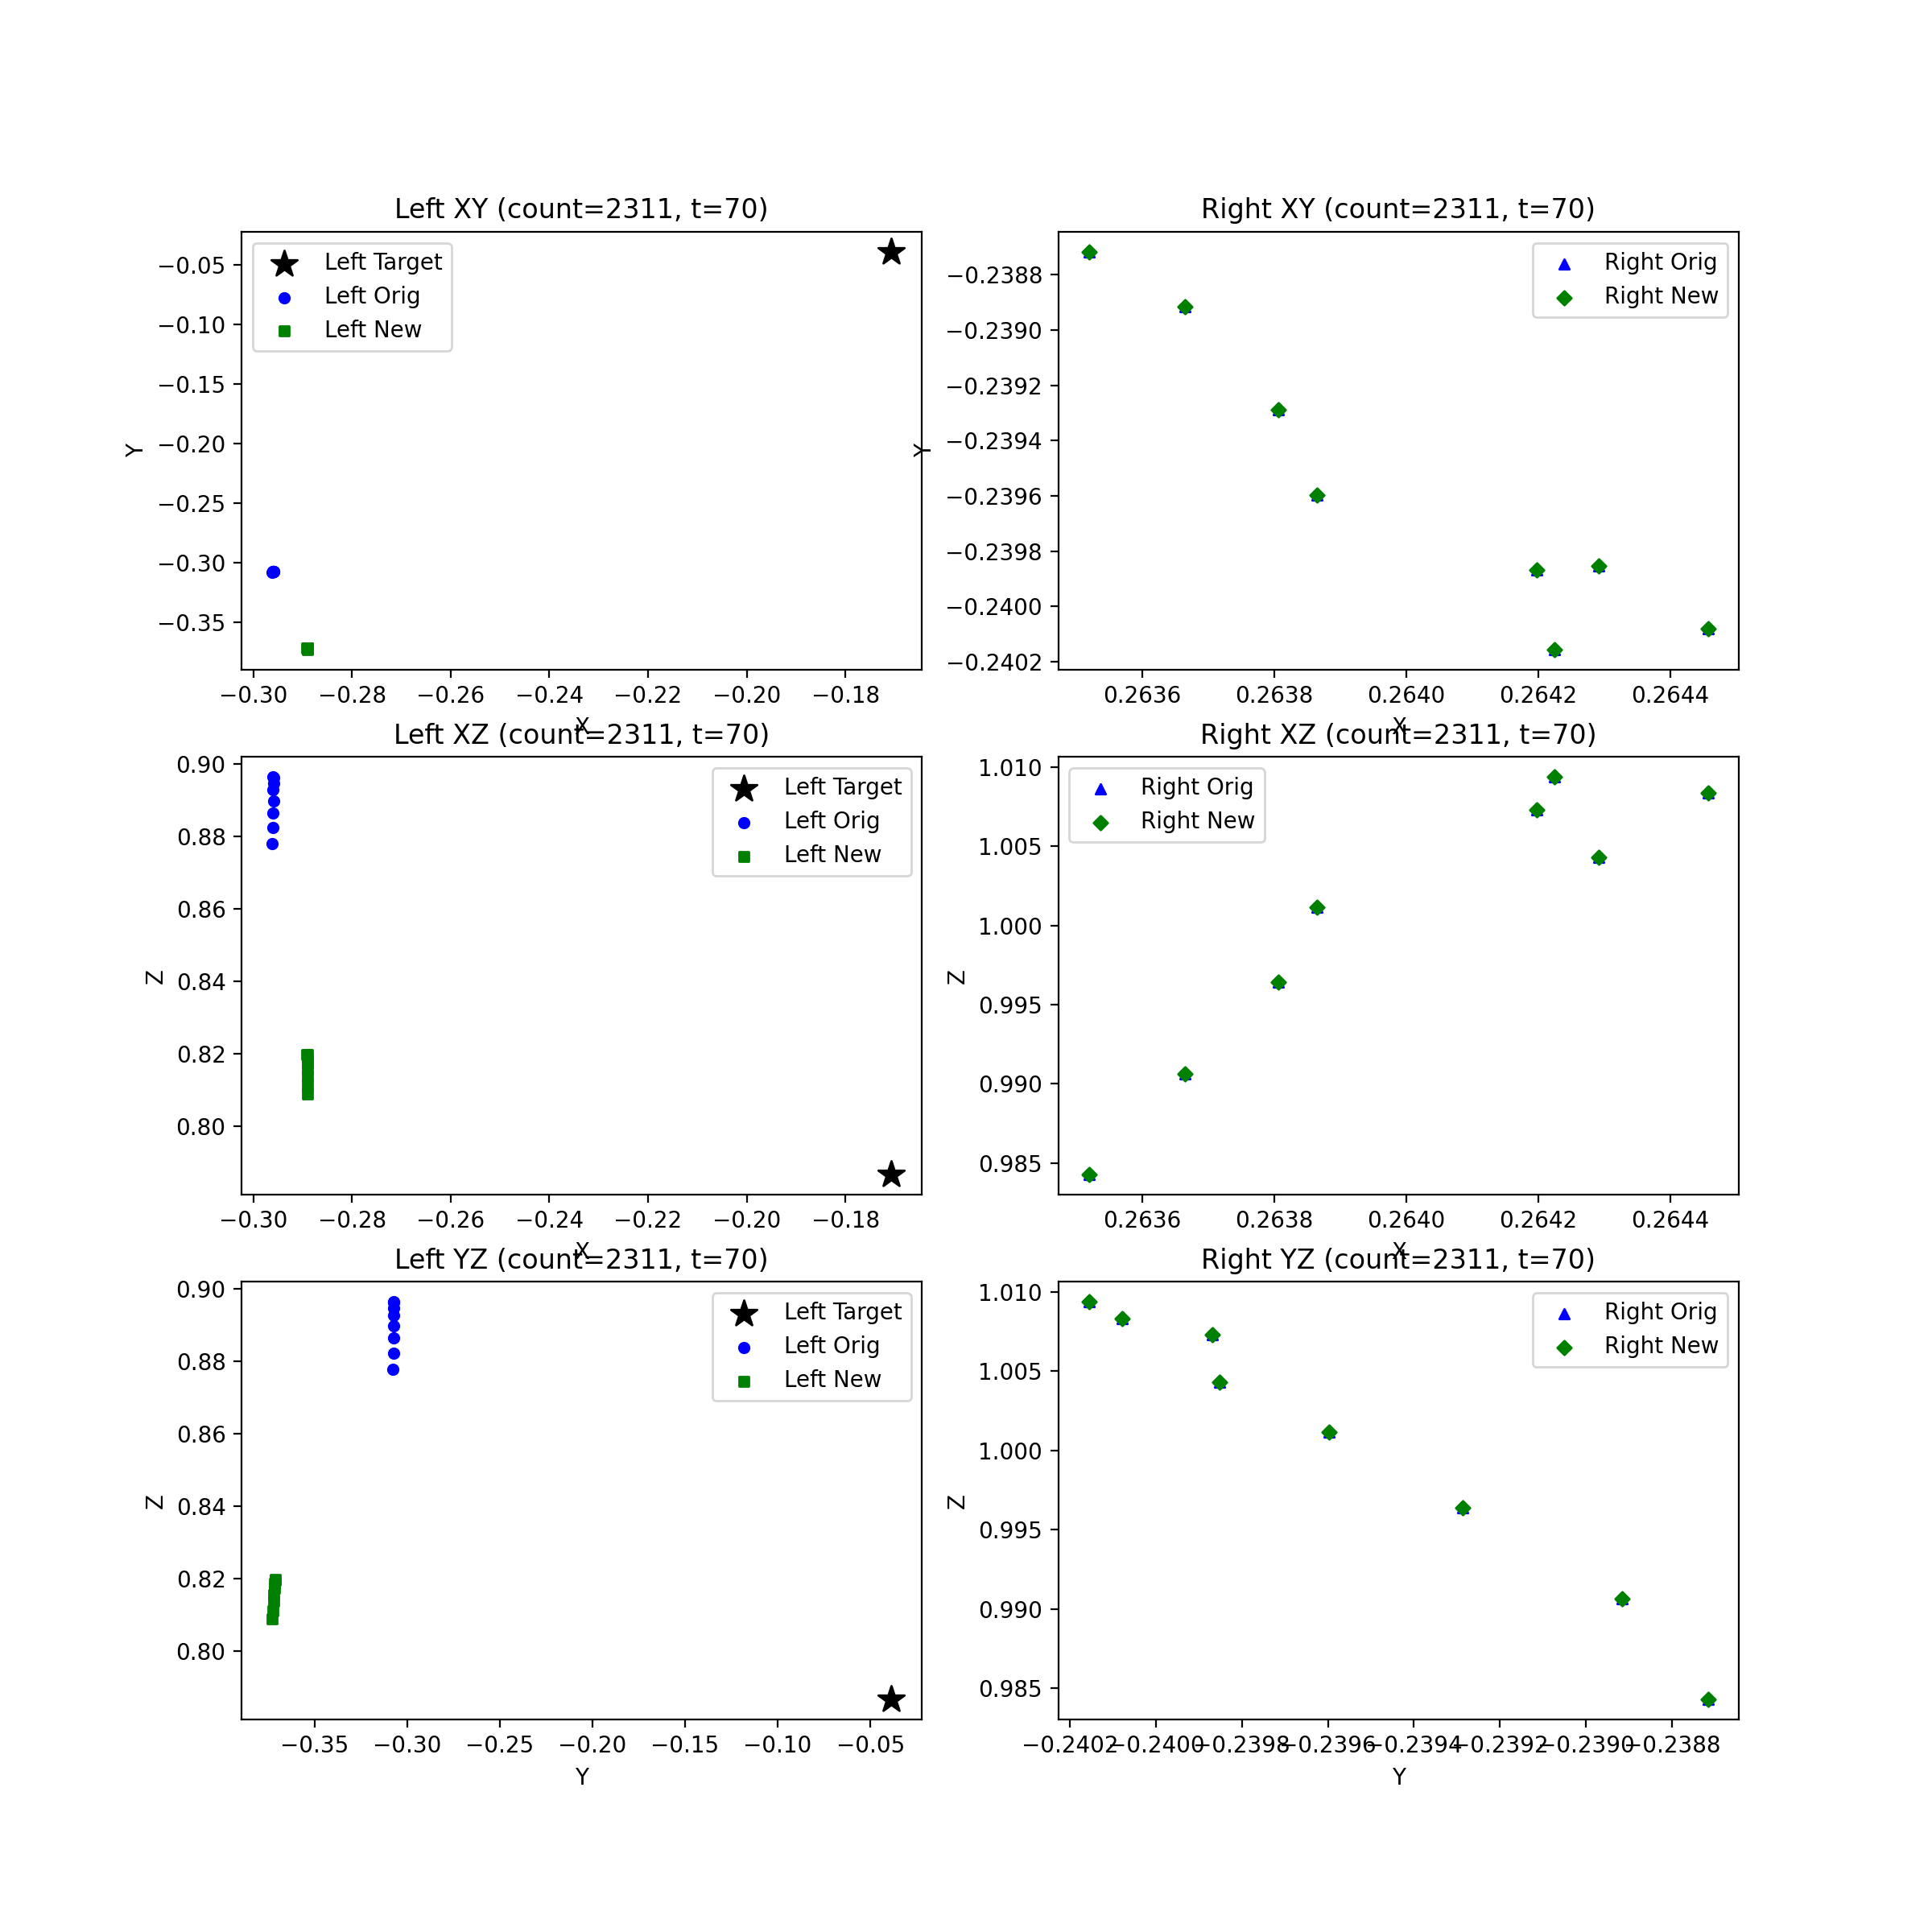 Left XY (count=2311, t=70)
Left Target
Left Orig
Left New
−0.05
−0.10
−0.15
−0.20
−0.25
−0.30
−0.35
Y
−0.30
−0.28
−0.26
−0.24
−0.22
−0.20
−0.18
X
Right XY (count=2311, t=70)
Right Orig
Right New
−0.2388
−0.2390
−0.2392
−0.2394
−0.2396
−0.2398
−0.2400
−0.2402
Y
0.2636
0.2638
0.2640
0.2642
0.2644
X
Left XZ (count=2311, t=70)
Left Target
Left Orig
Left New
0.90
0.88
0.86
0.84
0.82
0.80
Z
−0.30
−0.28
−0.26
−0.24
−0.22
−0.20
−0.18
X
Right XZ (count=2311, t=70)
Right Orig
Right New
1.010
1.005
1.000
0.995
0.990
0.985
Z
0.2636
0.2638
0.2640
0.2642
0.2644
X
Left YZ (count=2311, t=70)
Left Target
Left Orig
Left New
0.90
0.88
0.86
0.84
0.82
0.80
Z
−0.35
−0.30
−0.25
−0.20
−0.15
−0.10
−0.05
Y
Right YZ (count=2311, t=70)
Right Orig
Right New
1.010
1.005
1.000
0.995
0.990
0.985
Z
−0.2402
−0.2400
−0.2398
−0.2396
−0.2394
−0.2392
−0.2390
−0.2388
Y